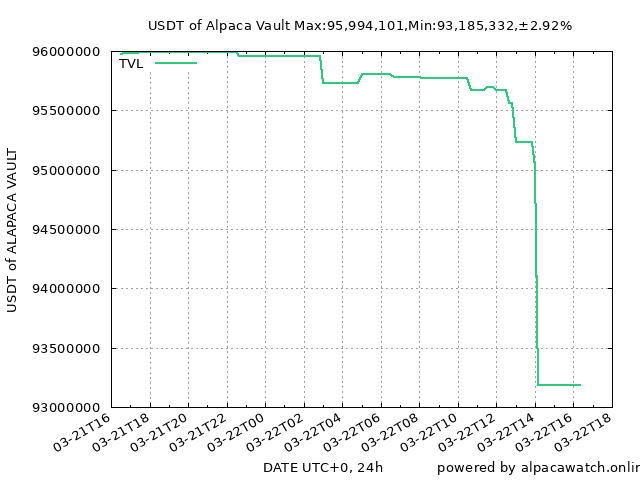 USDT of Alpaca Vault Max:95,994,101,Min:93,185,332,±2.92%
TVL
96000000
95500000
95000000
94500000
94000000
93500000
93000000
USDT of ALAPACA VAULT
03-21T16
03-21T18
03-21T20
03-21T22
03-22T00
03-22T02
03-22T04
03-22T06
03-22T08
03-22T10
03-22T12
03-22T14
03-22T16
03-22T18
DATE UTC+0, 24h
powered by alpacawatch.onlin